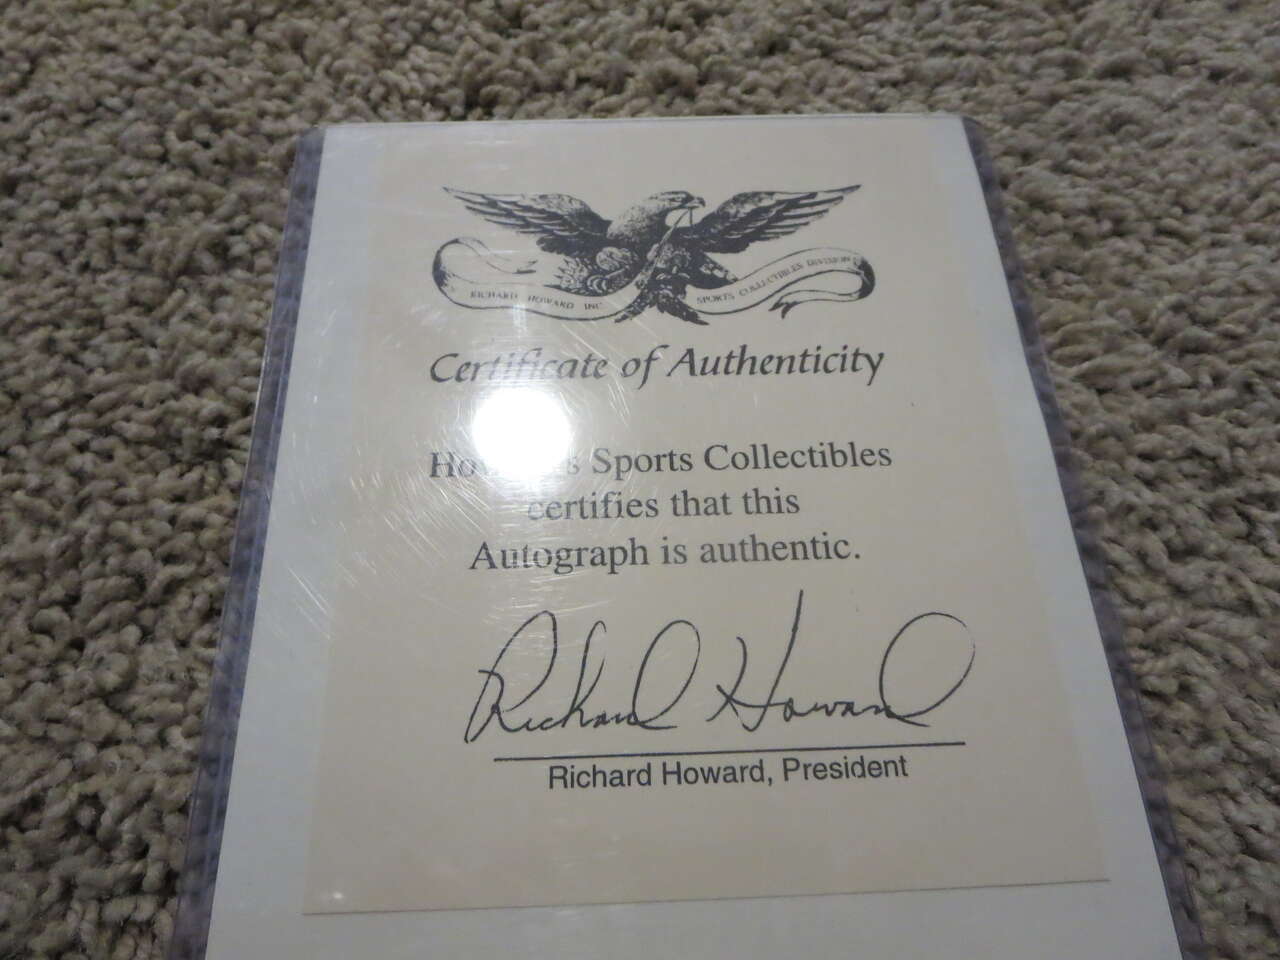 RICHARD HOWARD INC. SPORTS COLLECTIBLES DIVISION
Certificate of Authenticity
Sports Collectibles
certifies that this
Autograph is authentic.
Richard Howard
Richard Howard, President